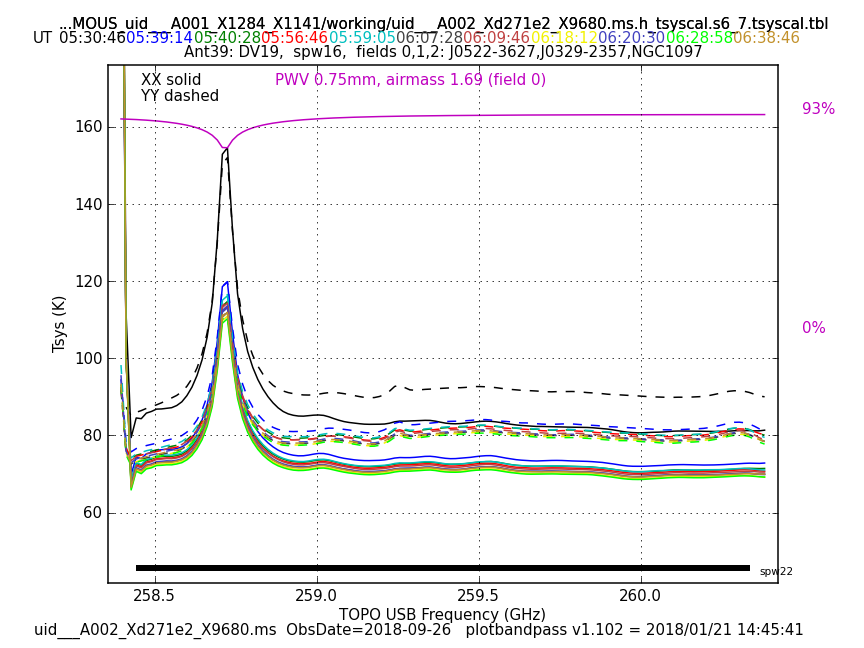 ...MOUS_uid___A001_X1284_X1141/working/uid___A002_Xd271e2_X9680.ms.h_tsyscal.s6_7.tsyscal.tbl
UT 05:30:46 05:39:14 05:40:28 05:56:46 05:59:05 06:07:28 06:09:46 06:18:12 06:20:30 06:28:58 06:38:46
Ant39: DV19, spw16, fields 0,1,2: J0522-3627,J0329-2357,NGC1097
XX solid
YY dashed
PWV 0.75mm, airmass 1.69 (field 0)
93%
0%
160
140
120
100
80
60
Tsys (K)
spw22
258.5 259.0 259.5 260.0
TOPO USB Frequency (GHz)
uid___A002_Xd271e2_X9680.ms ObsDate=2018-09-26 plotbandpass v1.102 = 2018/01/21 14:45:41